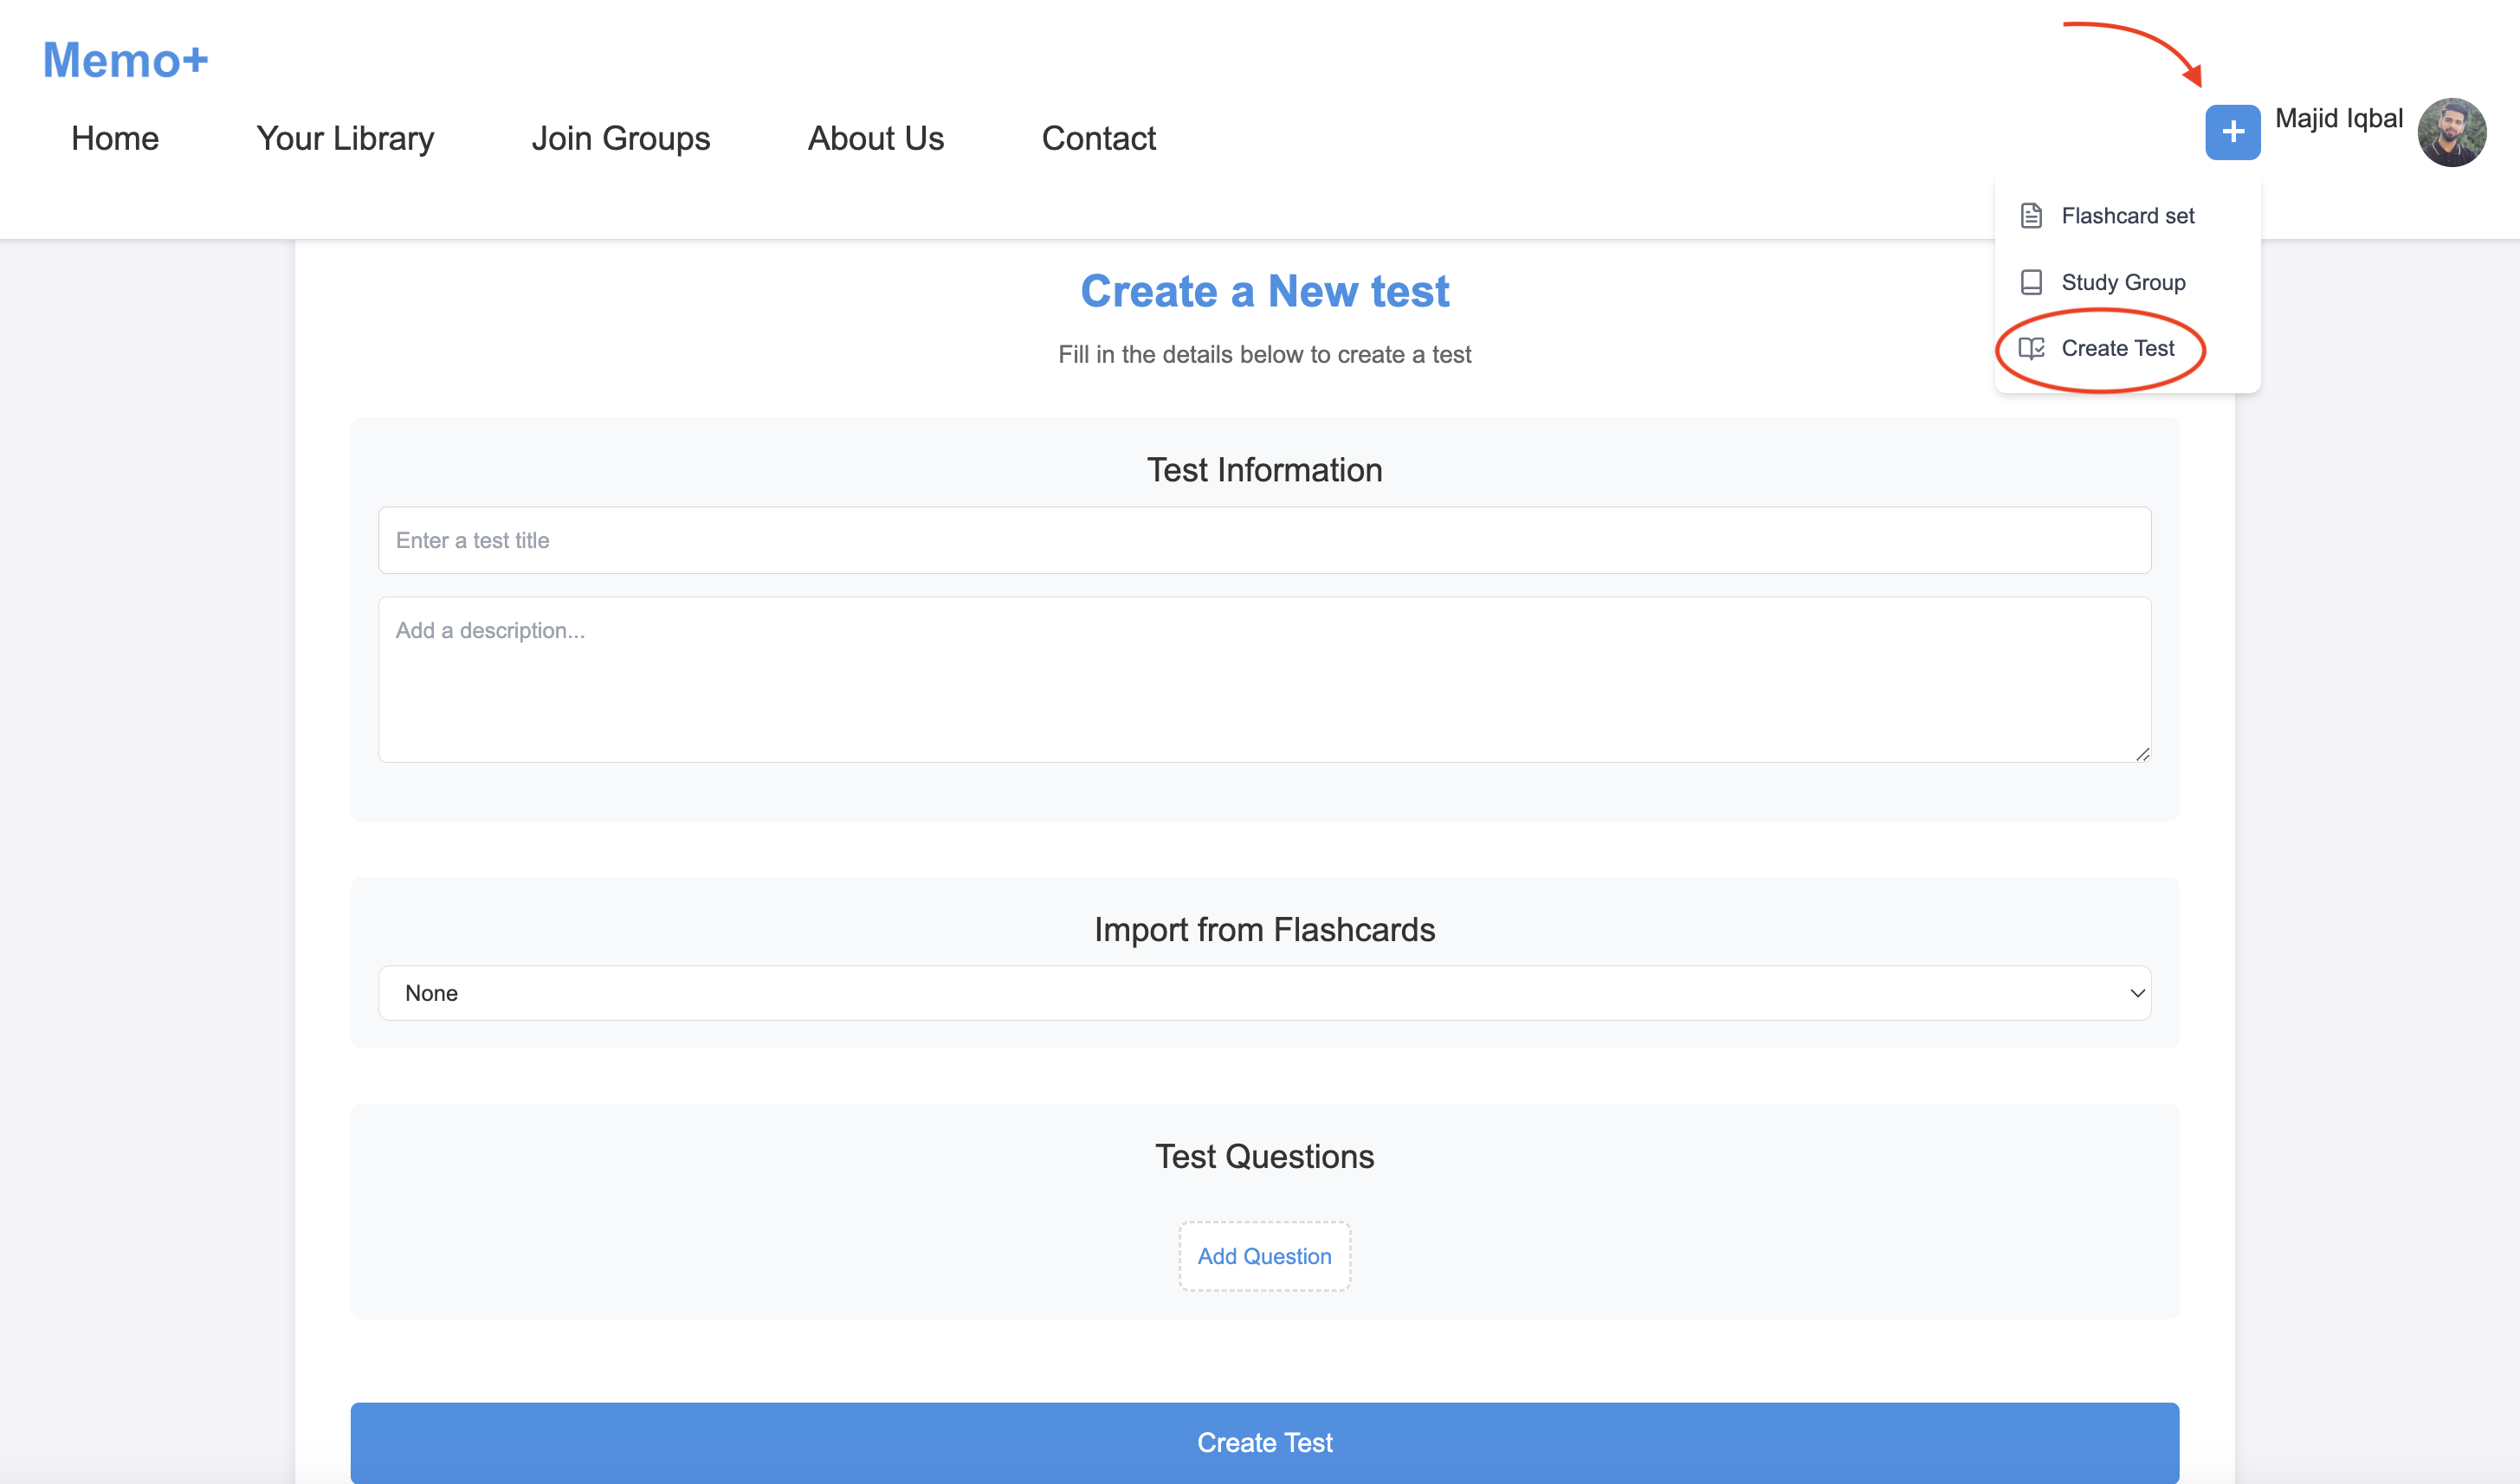 Memo+
Home
Your Library
Join Groups
About Us
Contact
+
Majid Iqbal
Flashcard set
Study Group
Create Test
Create a New test
Fill in the details below to create a test
Test Information
Enter a test title
Add a description...
Import from Flashcards
None
Test Questions
Add Question
Create Test